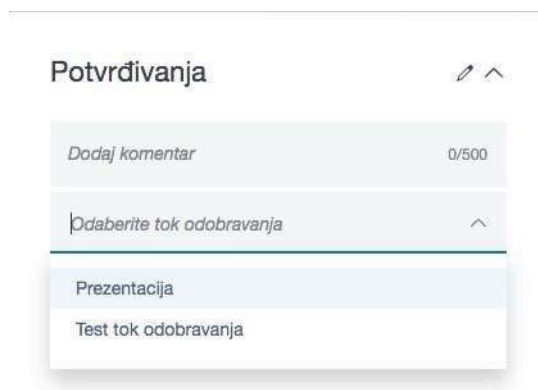 Potvrđivanja
Dodaj komentar 0/500
Odaberite tok odobravanja
Prezentacija
Test tok odobravanja